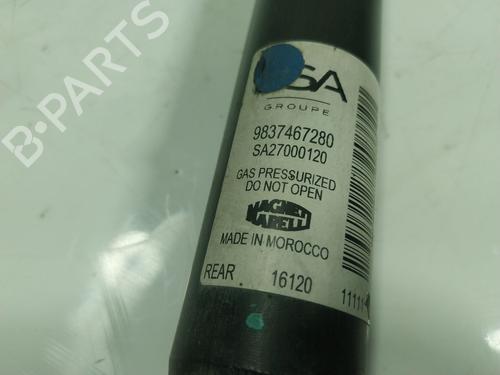 SA
GROUPE
9837467280
SA27000120
GAS PRESSURIZED
DO NOT OPEN
MAGNETI
MARELLI
MADE IN MOROCCO
REAR 16120
B-PARTS